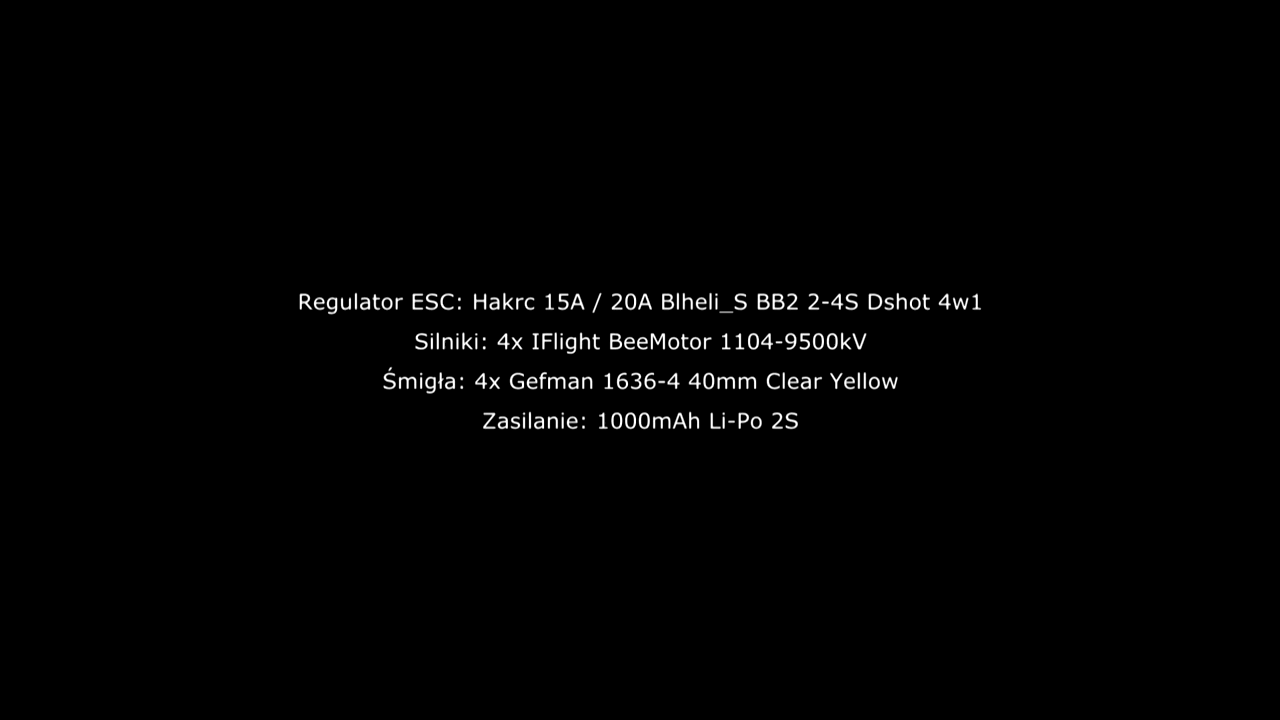 Regulator ESC: Hakrc 15A / 20A Blheli_S BB2 2-4S Dshot 4w1
Silniki: 4x IFlight BeeMotor 1104-9500kV
Śmigła: 4x Gefman 1636-4 40mm Clear Yellow
Zasilanie: 1000mAh Li-Po 2S